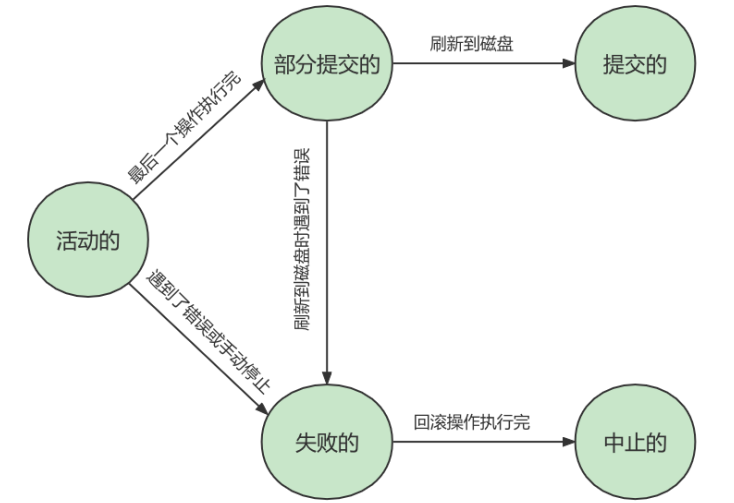 部分提交的
刷新到磁盘
提交的
最后一个操作执行完
刷新到磁盘时遇到了错误
活动的
遇到了错误或手动停止
失败的
回滚操作执行完
中止的